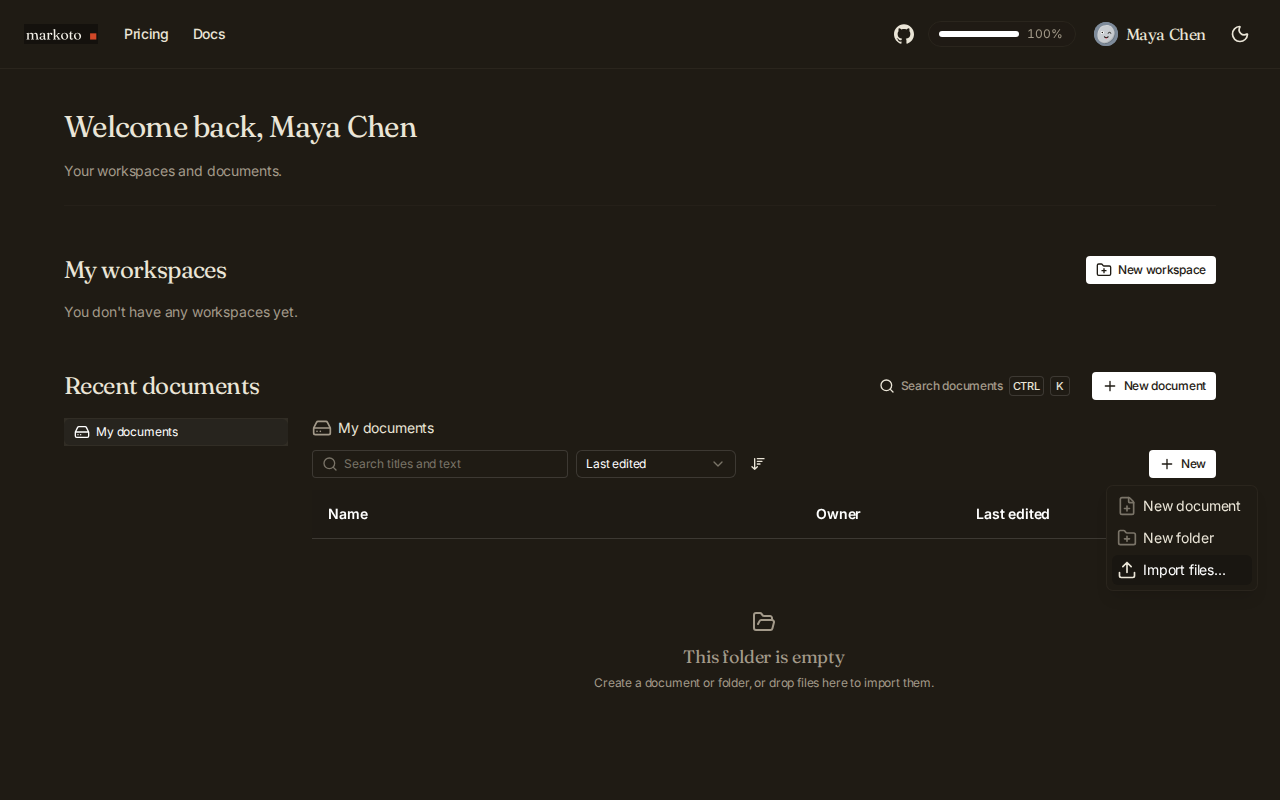 markoto
Pricing
Docs
100%
Maya Chen
Welcome back, Maya Chen
Your workspaces and documents.
My workspaces
New workspace
You don't have any workspaces yet.
Recent documents
Search documents CTRL K
New document
My documents
My documents
Search titles and text
Last edited
New
Name
Owner
Last edited
New document
New folder
Import files...
This folder is empty
Create a document or folder, or drop files here to import them.